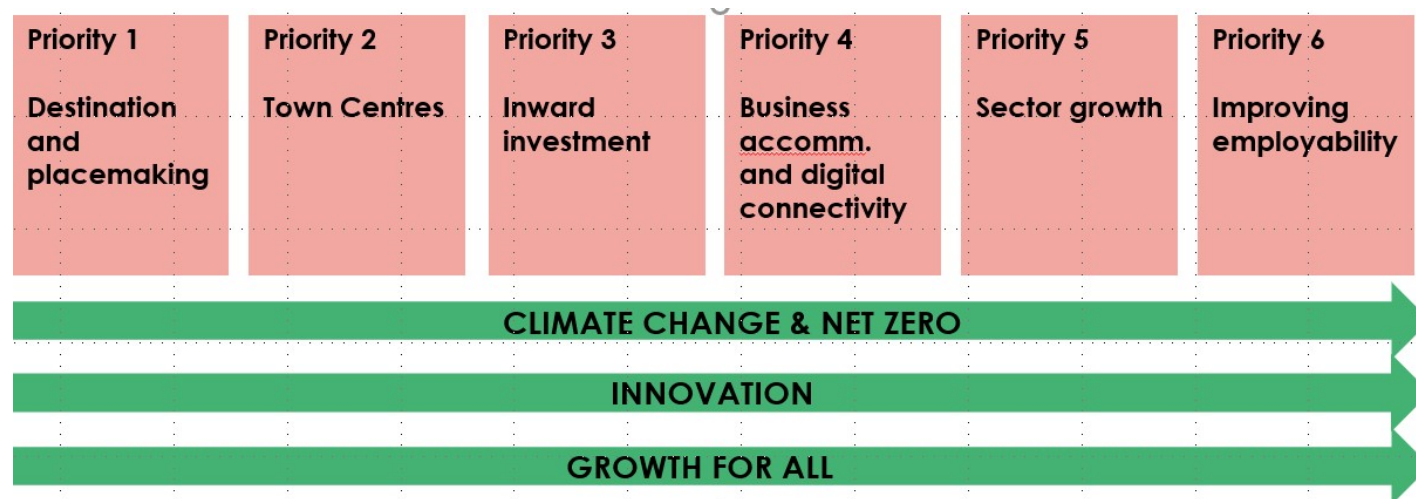 Priority 1
Destination
and
placemaking
Priority 2
Town Centres
Priority 3
Inward
investment
Priority 4
Business
accomm.
and digital
connectivity
Priority 5
Sector growth
Priority 6
Improving
employability
CLIMATE CHANGE & NET ZERO
INNOVATION
GROWTH FOR ALL